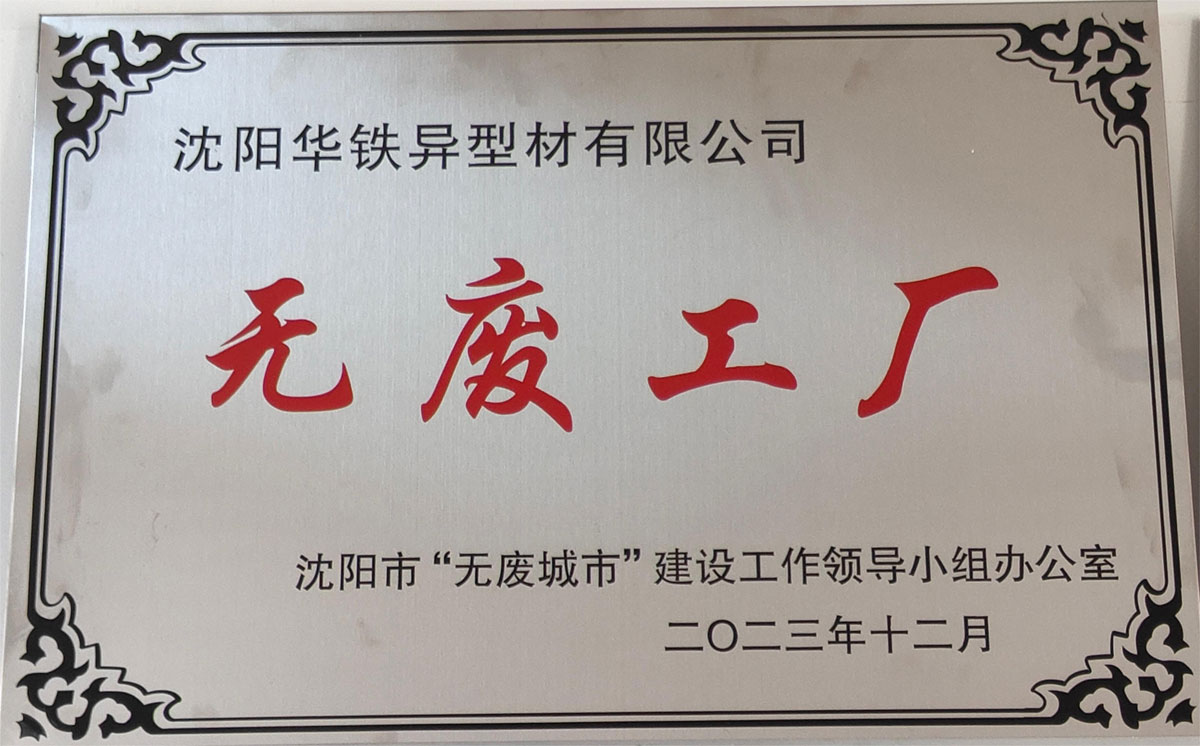 沈阳华铁异型材有限公司
无废工厂
沈阳市“无废城市”建设工作领导小组办公室
二〇二三年十二月